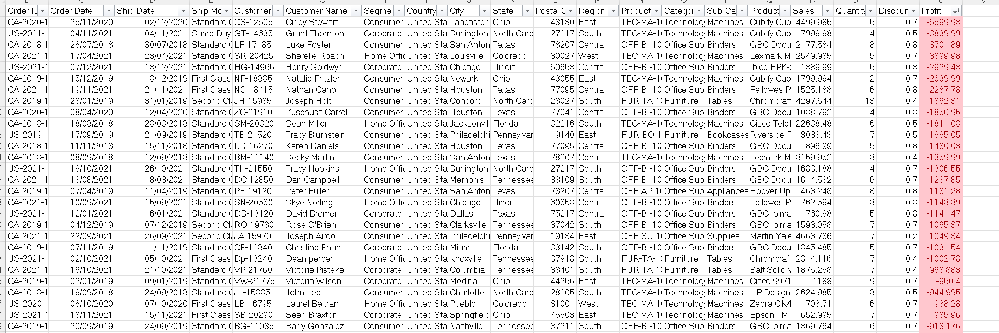 Order ID Order Date Ship Date Ship Mo Customer Customer Name Segmer Country City State Postal C Region Product Categor Sub-Ca Product Sales Quantity Discour Profit
CA-2020-1 25/11/2020 02/12/2020 Standard C CS-12505 Cindy Stewart Consumer United Sta Lancaster Ohio 43130 East TEC-MA-10 Technology Machines Cubify Cub 4499.985 5 0.7 -6599.98
US-2021-1 04/11/2021 04/11/2021 Same Day GT-14635 Grant Thornton Corporate United Sta Burlington North Caro 27217 South TEC-MA-10 Technology Machines Cubify Cub 7999.98 4 0.5 -3839.99
CA-2018-1 26/07/2018 30/07/2018 Standard C LF-17185 Luke Foster Consumer United Sta San Anton Texas 78207 Central OFF-BI-10 Office Sup Binders GBC Docu 2177.584 8 0.8 -3701.89
CA-2021-1 17/04/2021 23/04/2021 Standard C SR-20425 Sharelle Roach Home Offic United Sta Louisville Colorado 80027 West TEC-MA-10 Technology Machines Lexmark M 2549.985 5 0.7 -3399.98
US-2021-1 07/12/2021 13/12/2021 Standard C HG-14965 Henry Goldwyn Corporate United Sta Chicago Illinois 60653 Central OFF-BI-10 Office Sup Binders Ibico EPK-2 1889.99 5 0.8 -2929.48
CA-2019-1 15/12/2019 18/12/2019 First Class NF-18385 Natalie Fritzler Consumer United Sta Newark Ohio 43055 East TEC-MA-10 Technology Machines Cubify Cub 1799.994 2 0.7 -2639.99
CA-2021-1 19/11/2021 21/11/2021 First Class NC-18415 Nathan Cano Consumer United Sta Houston Texas 77095 Central OFF-BI-10 Office Sup Binders Fellowes P 1525.188 6 0.8 -2287.78
CA-2019-1 28/01/2019 31/01/2019 Second Cla JH-15985 Joseph Holt Consumer United Sta Concord North Caro 28027 South FUR-TA-10 Furniture Tables Chromcraf 4297.644 13 0.4 -1862.31
CA-2020-1 08/04/2020 12/04/2020 Standard C ZC-21910 Zuschuss Carroll Consumer United Sta Houston Texas 77041 Central OFF-BI-10 Office Sup Binders GBC Docu 1088.792 4 0.8 -1850.95
CA-2018-1 18/03/2018 23/03/2018 Standard C SM-20320 Sean Miller Home Offic United Sta Jacksonvill Florida 32216 South TEC-MA-10 Technology Machines Cisco Telel 22638.48 6 0.5 -1811.08
US-2019-1 17/09/2019 21/09/2019 Standard C TB-21520 Tracy Blumstein Consumer United Sta Philadelphi Pennsylvar 19140 East FUR-BO-1 Furniture Bookcases Riverside F 3083.43 7 0.5 -1665.05
CA-2018-1 11/11/2018 15/11/2018 Standard C KD-16270 Karen Daniels Consumer United Sta Houston Texas 77095 Central OFF-BI-10 Office Sup Binders GBC Docu 896.99 5 0.8 -1480.03
CA-2018-1 08/09/2018 12/09/2018 Standard C BM-11140 Becky Martin Consumer United Sta San Anton Texas 78207 Central TEC-MA-10 Technology Machines Lexmark M 8159.952 8 0.4 -1359.99
US-2021-1 19/10/2021 26/10/2021 Standard C TH-21550 Tracy Hopkins Home Offic United Sta Burlington North Caro 27217 South OFF-BI-10 Office Sup Binders GBC Docu 1633.188 4 0.7 -1306.55
CA-2021-1 13/08/2021 18/08/2021 Standard C DC-12850 Dan Campbell Consumer United Sta Memphis Tennessee 38109 South OFF-BI-10 Office Sup Binders GBC Docu 1614.582 6 0.7 -1237.85
CA-2019-1 07/04/2019 11/04/2019 Standard C PF-19120 Peter Fuller Consumer United Sta San Anton Texas 78207 Central OFF-AP-10 Office Sup Appliances Hoover Up 463.248 8 0.8 -1181.28
CA-2021-1 10/09/2021 15/09/2021 Standard C SN-20560 Skye Norling Home Offic United Sta Chicago Illinois 60653 Central OFF-BI-10 Office Sup Binders Fellowes P 762.594 3 0.8 -1143.89
US-2021-1 12/01/2021 16/01/2021 Standard C DB-13120 David Bremer Corporate United Sta Dallas Texas 75217 Central OFF-BI-10 Office Sup Binders GBC Ibima 760.98 5 0.8 -1141.47
CA-2019-1 04/12/2019 07/12/2019 Second Cla RO-19780 Rose O'Brian Consumer United Sta Clarksville Tennessee 37042 South OFF-BI-10 Office Sup Binders GBC Docu 1598.058 7 0.7 -1065.37
CA-2021-1 22/09/2021 26/09/2021 Second Cla JA-15970 Joseph Airdo Consumer United Sta Philadelphi Pennsylvar 19134 East OFF-SU-10 Office Sup Supplies Martin Yale 4663.736 7 0.2 -1049.34
CA-2019-1 07/11/2019 11/11/2019 Standard C CP-12340 Christine Phan Corporate United Sta Miami Florida 33142 South OFF-BI-10 Office Sup Binders GBC Docu 1345.485 5 0.7 -1031.54
US-2021-1 02/10/2021 05/10/2021 First Class Dp-13240 Dean percer Home Offic United Sta Knoxville Tennessee 37918 South FUR-TA-10 Furniture Tables Chromcraf 2314.116 7 0.4 -1002.78
CA-2021-1 16/10/2021 21/10/2021 Standard C VP-21760 Victoria Pisteka Corporate United Sta Columbia Tennessee 38401 South FUR-TA-10 Furniture Tables Balt Solid V 1875.258 7 0.4 -968.883
CA-2019-1 02/01/2019 09/01/2019 Standard C VW-21775 Victoria Wilson Corporate United Sta Medina Ohio 44256 East TEC-MA-10 Technology Machines Cisco 9971 1188 9 0.7 -950.4
CA-2018-1 19/09/2018 24/09/2018 Standard C JL-15835 John Lee Consumer United Sta Charlotte North Caro 28205 South TEC-MA-10 Technology Machines HP Design 2624.985 3 0.5 -944.995
US-2020-1 06/10/2020 07/10/2020 First Class LB-16795 Laurel Beltran Home Offic United Sta Pueblo Colorado 81001 West TEC-MA-10 Technology Machines Zebra GK4 703.71 6 0.7 -938.28
US-2021-1 13/11/2021 15/11/2021 First Class SB-20290 Sean Braxton Corporate United Sta Springfield Ohio 45503 East TEC-MA-10 Technology Machines Epson TM- 652.995 7 0.7 -935.96
CA-2019-1 20/09/2019 24/09/2019 Standard C BG-11035 Barry Gonzalez Consumer United Sta Nashville Tennessee 37211 South OFF-BI-10 Office Sup Binders GBC Ibima 1369.764 6 0.7 -913.176